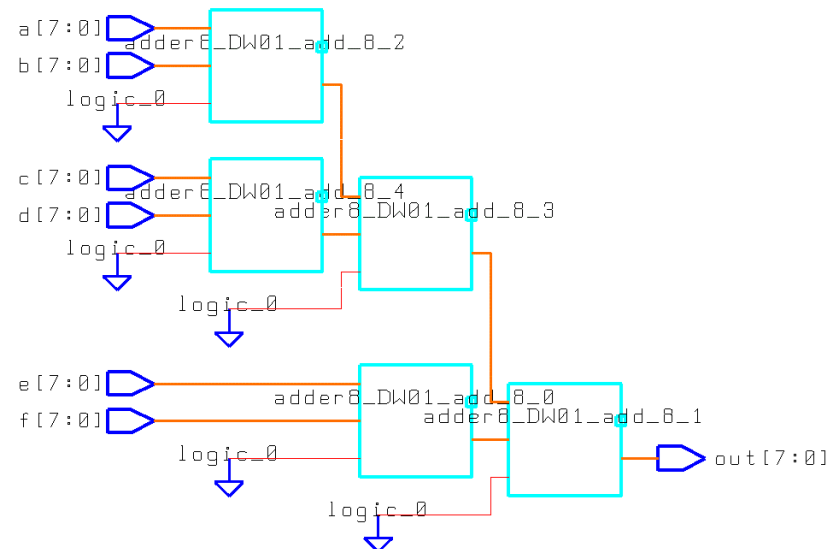 a[7:0]
adder8_DW01_add_8_2
b[7:0]
logic_0
c[7:0]
adder8_DW01_add_8_4
d[7:0]
adder8_DW01_add_8_3
logic_0
logic_0
e[7:0]
adder8_DW01_add_8_0
f[7:0]
adder8_DW01_add_8_1
logic_0
out[7:0]
logic_0